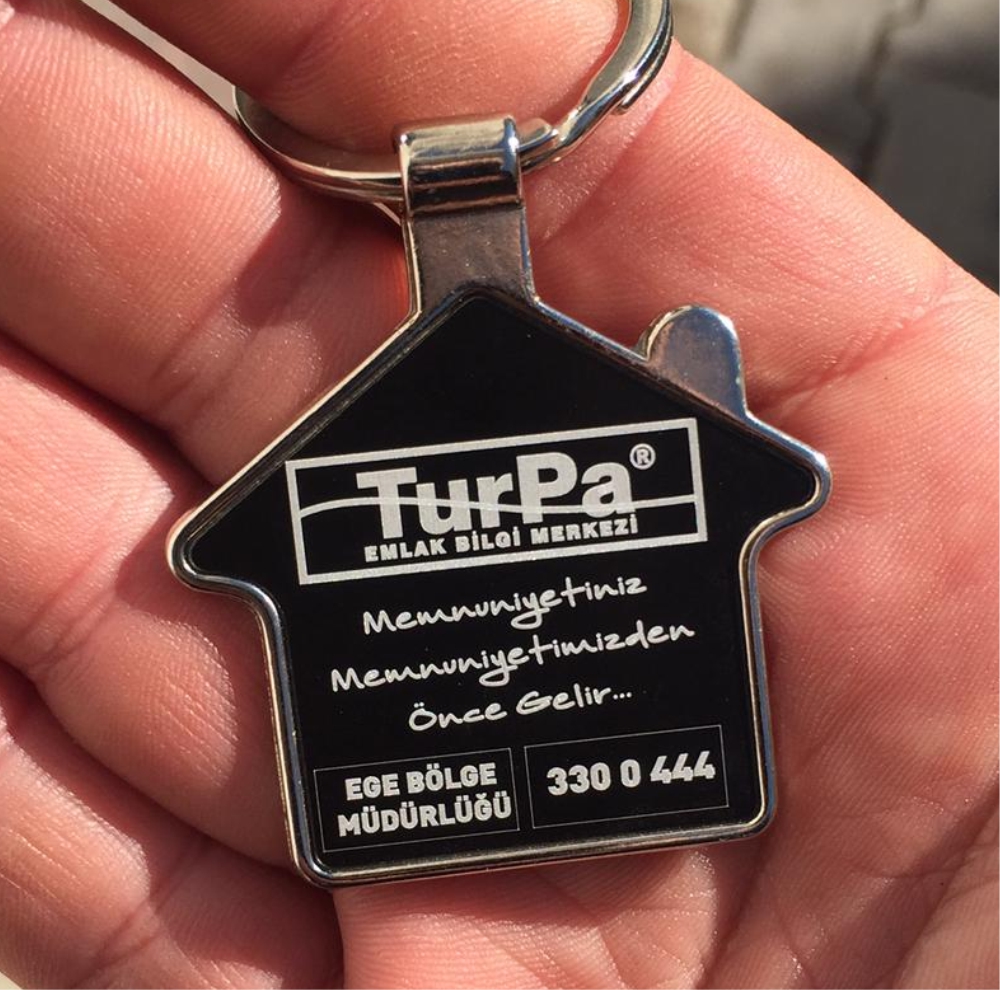 TurPa®
EMLAK BİLGİ MERKEZİ
Memnuniyetiniz
Memnuniyetimizden
Önce Gelir...
EGE BÖLGE
MÜDÜRLÜĞÜ
330 0 444